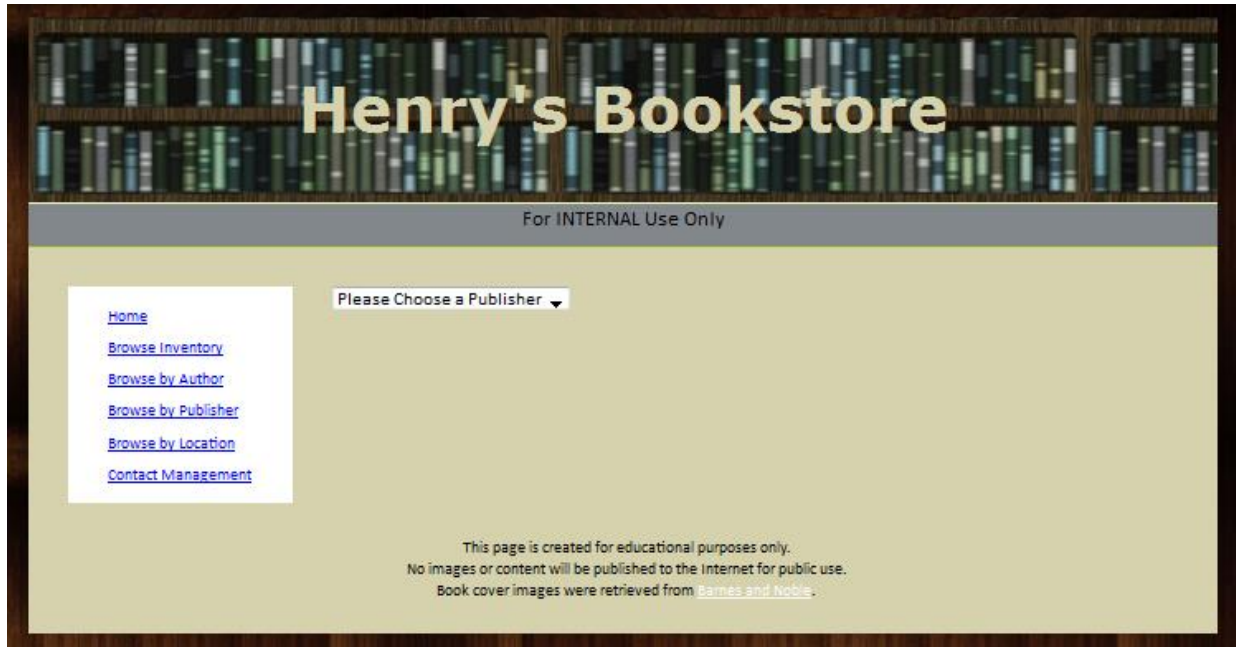 Henry's Bookstore
For INTERNAL Use Only
Please Choose a Publisher
Home
Browse Inventory
Browse by Author
Browse by Publisher
Browse by Location
Contact Management
This page is created for educational purposes only.
No images or content will be published to the Internet for public use.
Book cover images were retrieved from Barnes and Noble.